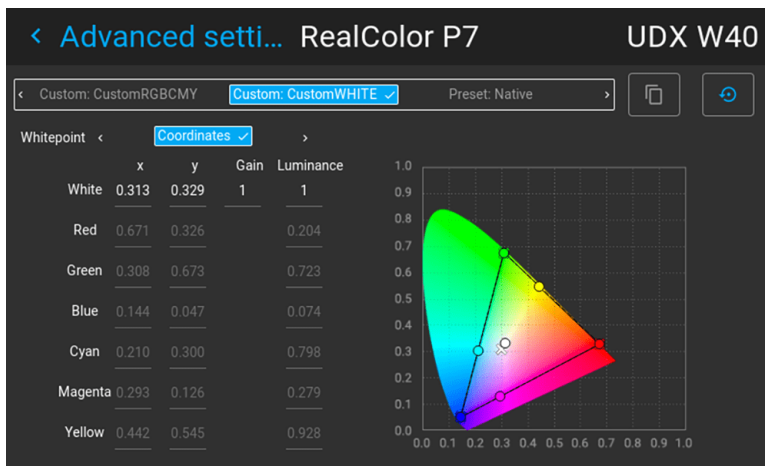 ‹ Advanced setti... RealColor P7 UDX W40
‹ Custom: CustomRGBCMY Custom: CustomWHITE ✓ Preset: Native ›
Whitepoint ‹ Coordinates ✓ ›
x y Gain Luminance
White 0.313 0.329 1 1
Red 0.671 0.326 0.204
Green 0.308 0.673 0.723
Blue 0.144 0.047 0.074
Cyan 0.210 0.300 0.798
Magenta 0.293 0.126 0.279
Yellow 0.442 0.545 0.928
1.0
0.9
0.8
0.7
0.6
0.5
0.4
0.3
0.2
0.1
0.0
0.0 0.1 0.2 0.3 0.4 0.5 0.6 0.7 0.8 0.9 1.0